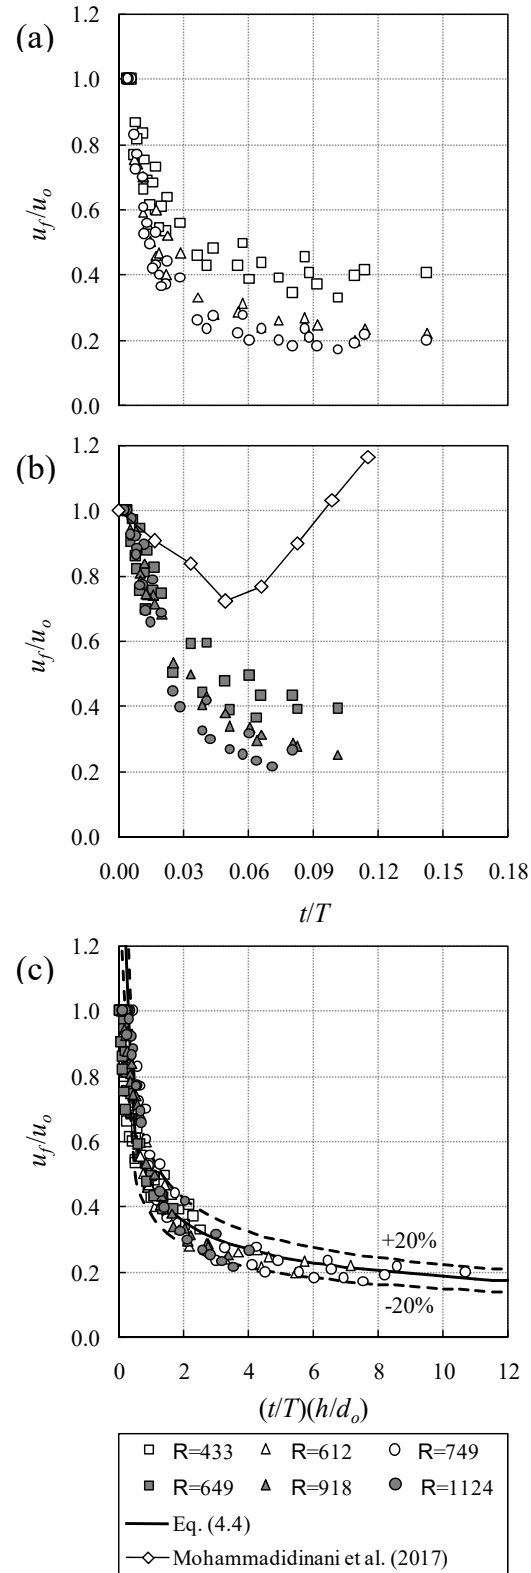 (a)
1.2
1.0
0.8
0.6
0.4
0.2
0.0
u_f/u_o
(b)
1.2
1.0
0.8
0.6
0.4
0.2
0.0
u_f/u_o
0.00 0.03 0.06 0.09 0.12 0.15 0.18
t/T
(c)
1.2
1.0
0.8
0.6
0.4
0.2
0.0
u_f/u_o
+20%
-20%
0 2 4 6 8 10 12
(t/T)(h/d_o)
R=433 R=612 R=749
R=649 R=918 R=1124
Eq. (4.4)
Mohammadidinani et al. (2017)